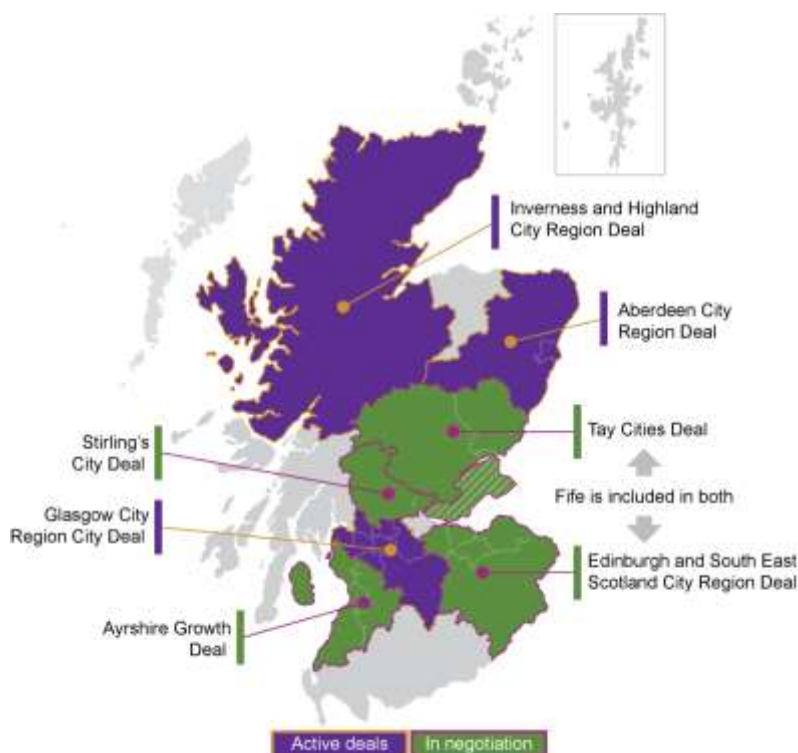 Inverness and Highland
City Region Deal
Aberdeen City
Region Deal
Stirling's
City Deal
Tay Cities Deal
Fife is included in both
Glasgow City
Region City Deal
Edinburgh and South East
Scotland City Region Deal
Ayrshire Growth
Deal
Active deals
In negotiation